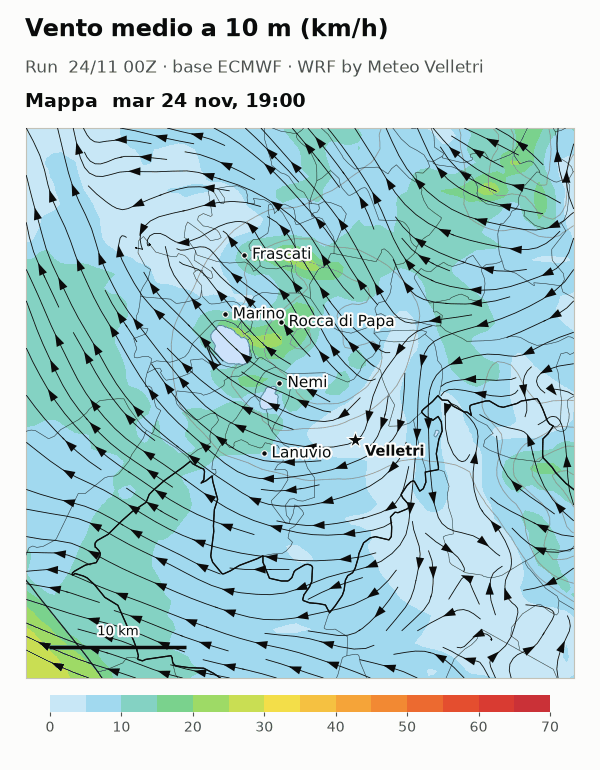 Vento medio a 10 m (km/h)
Run  24/11 00Z · base ECMWF · WRF by Meteo Velletri
Mappa  mar 24 nov, 19:00
Frascati
Marino
Rocca di Papa
Nemi
Velletri
Lanuvio
10 km
0 10 20 30 40 50 60 70